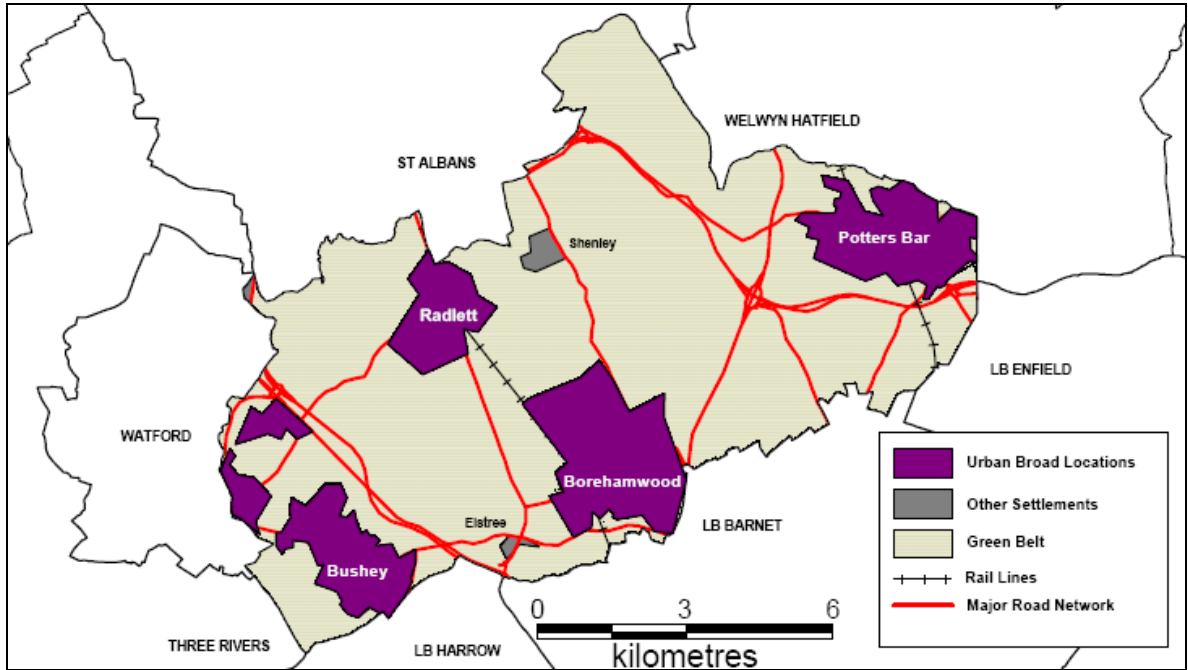 WELWYN HATFIELD
ST ALBANS
Shenley
Potters Bar
Radlett
LB ENFIELD
WATFORD
Borehamwood
Elstree
LB BARNET
Bushey
THREE RIVERS
LB HARROW
Urban Broad Locations
Other Settlements
Green Belt
Rail Lines
Major Road Network
0 3 6
kilometres